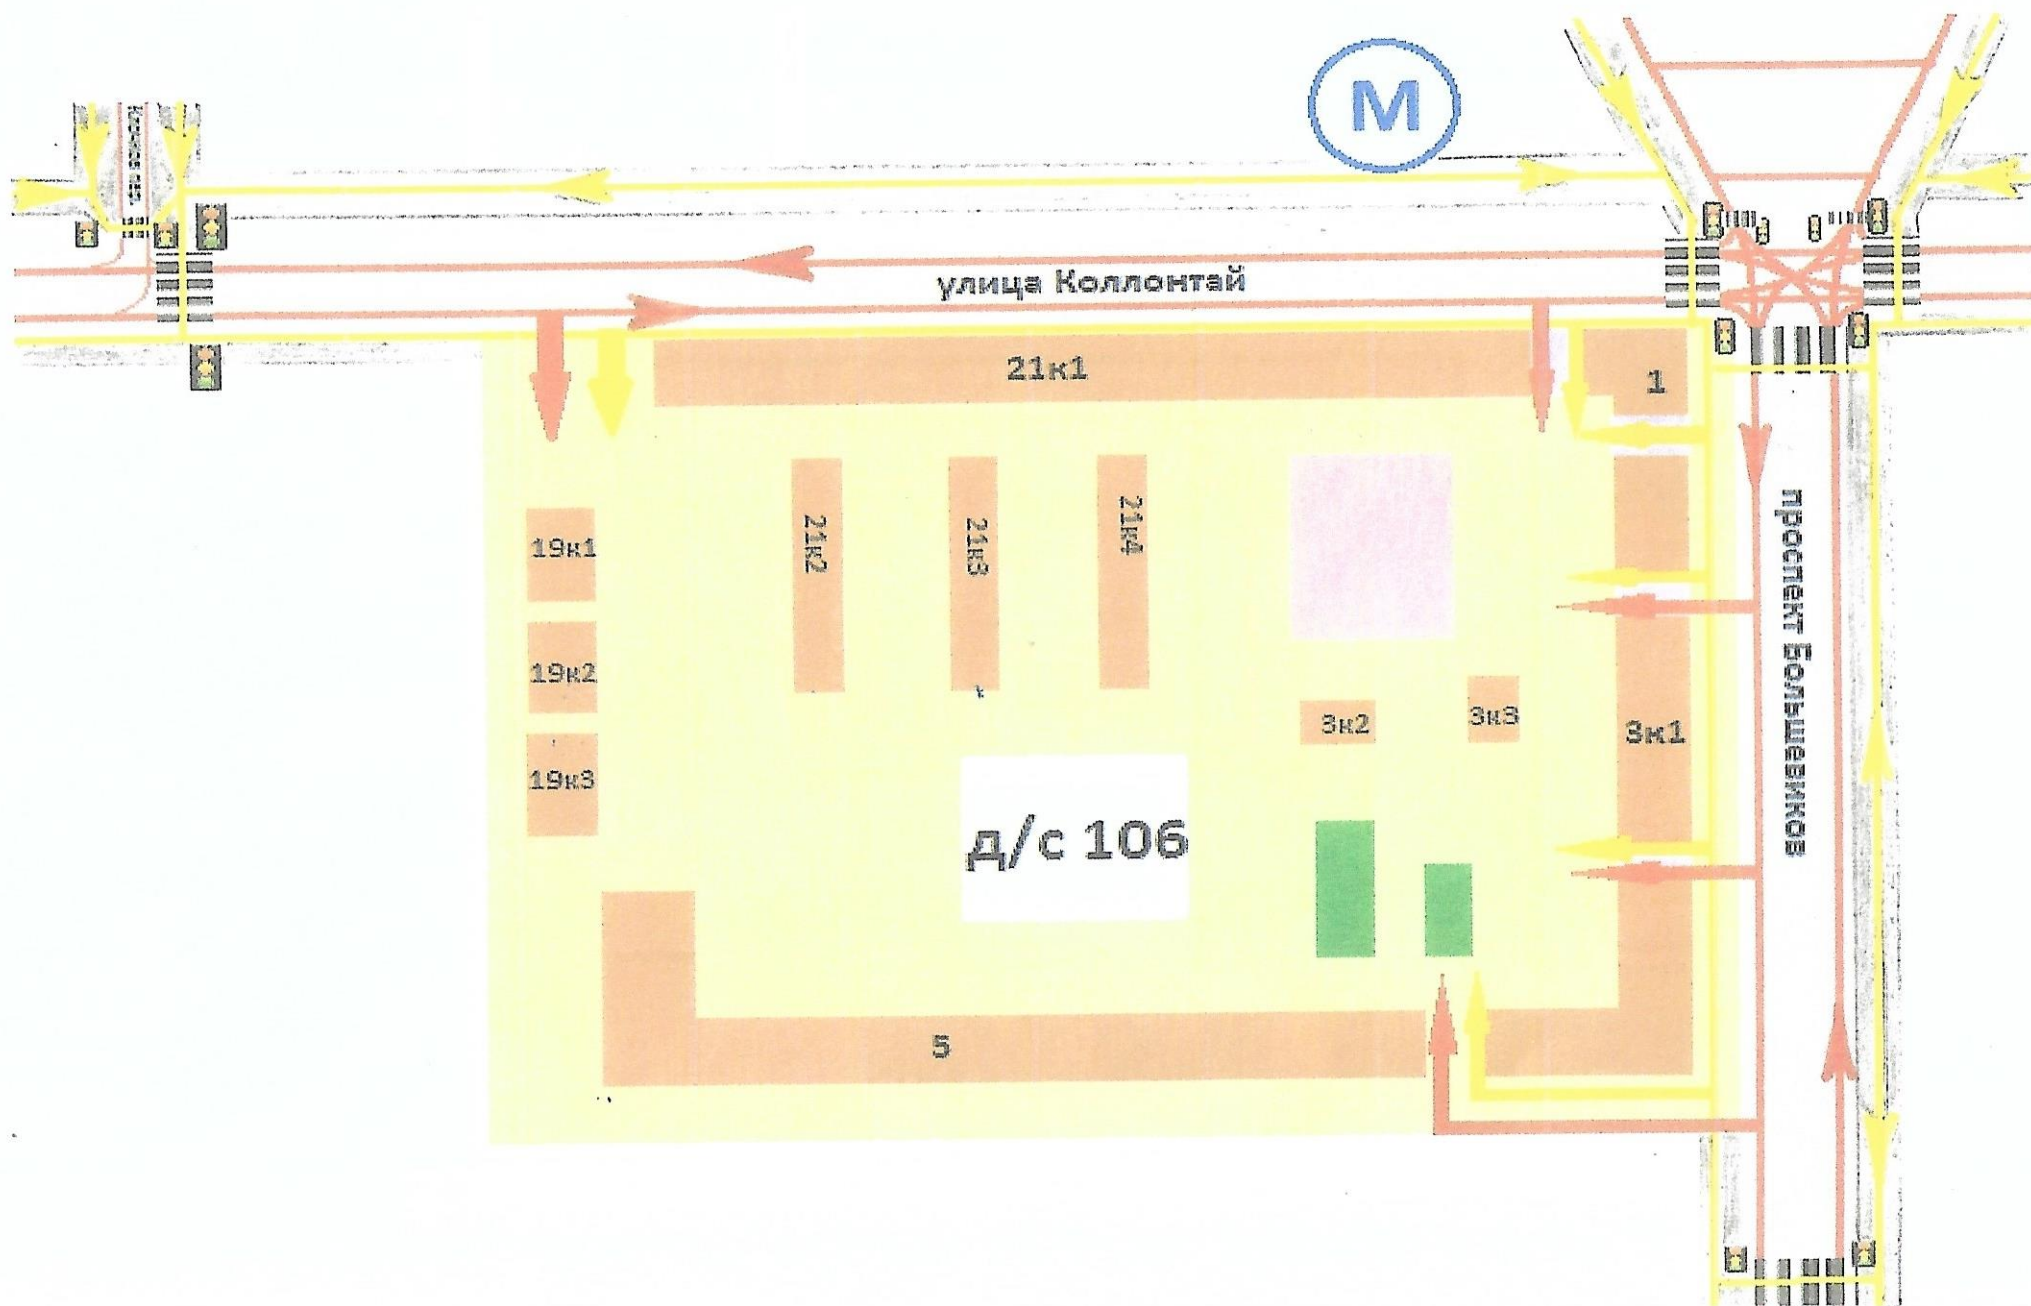 М
улица Коллонтай
21к1
1
19к1
21к2
21к3
21к4
проспект Большевиков
19к2
3к2
3к3
3к1
19к3
д/с 106
5